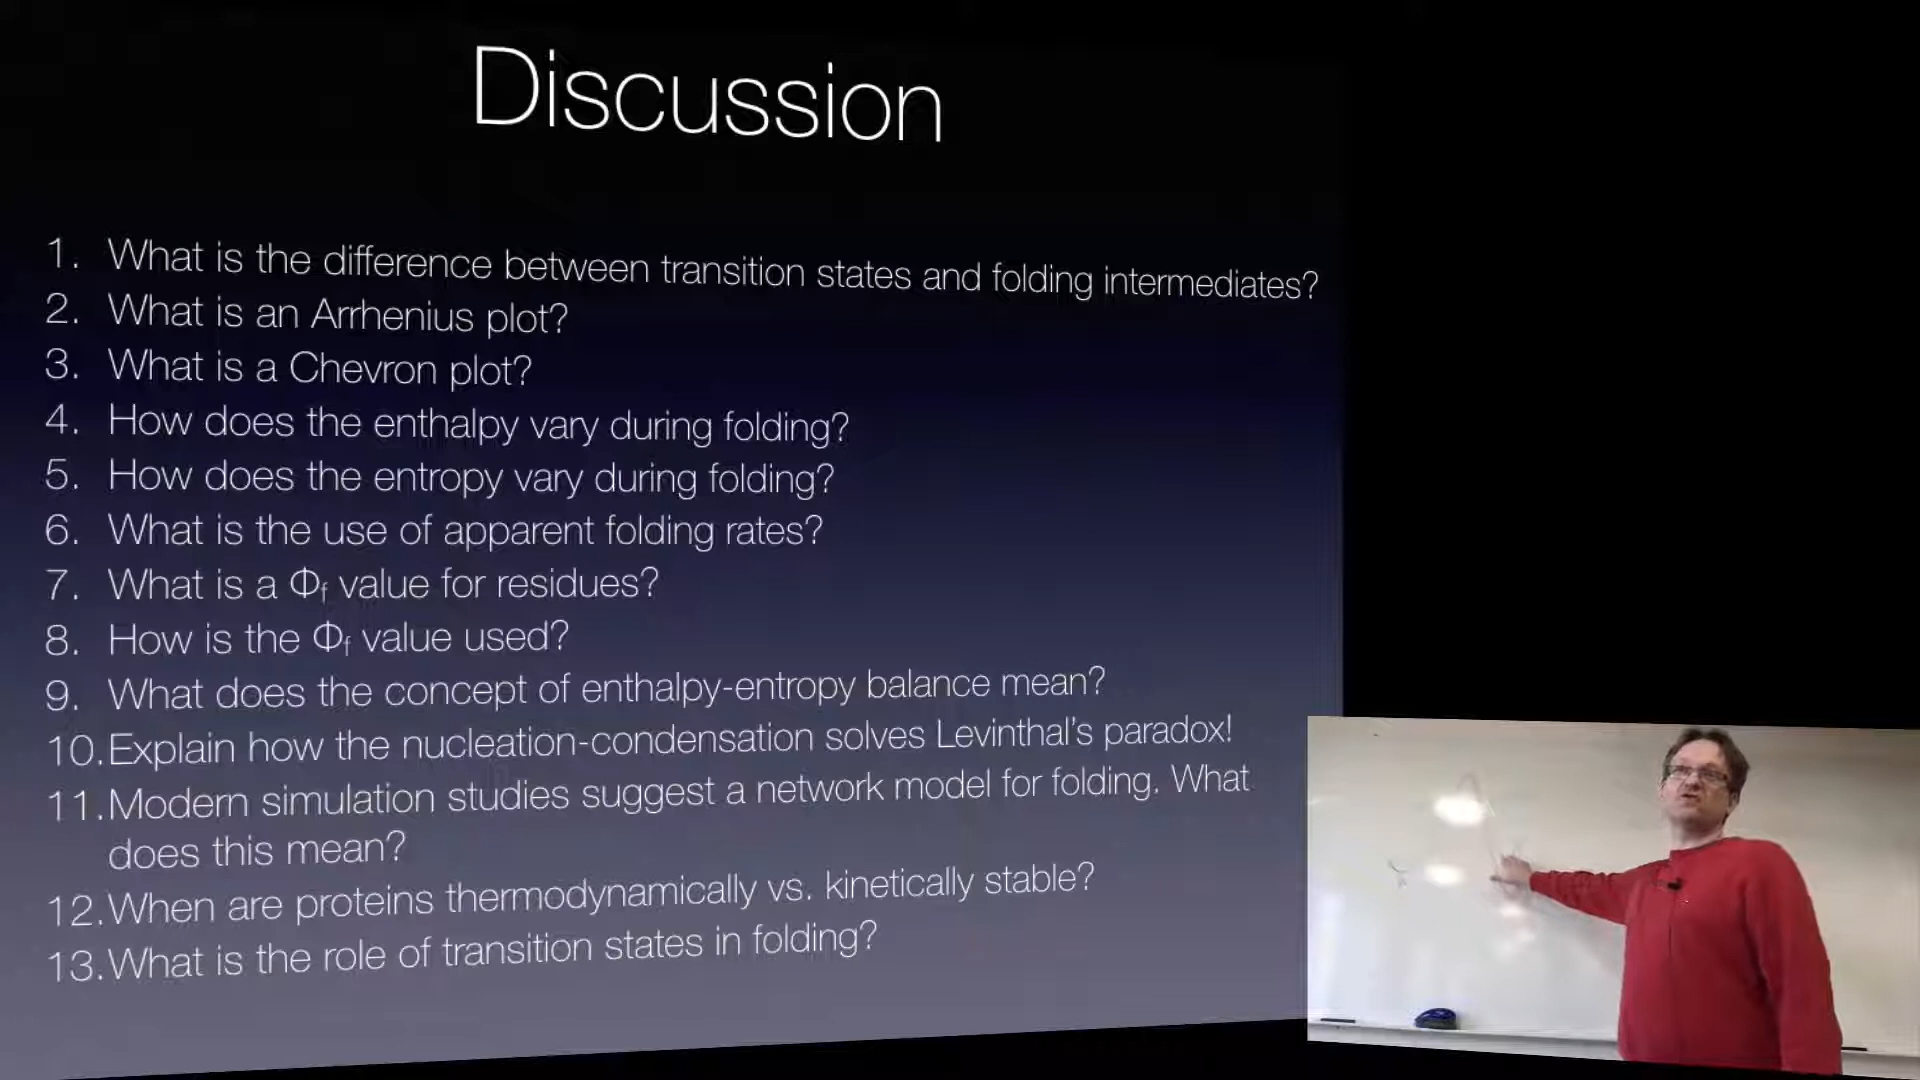 Discussion
1. What is the difference between transition states and folding intermediates?
2. What is an Arrhenius plot?
3. What is a Chevron plot?
4. How does the enthalpy vary during folding?
5. How does the entropy vary during folding?
6. What is the use of apparent folding rates?
7. What is a Φf value for residues?
8. How is the Φf value used?
9. What does the concept of enthalpy-entropy balance mean?
10. Explain how the nucleation-condensation solves Levinthal's paradox!
11. Modern simulation studies suggest a network model for folding. What
does this mean?
12. When are proteins thermodynamically vs. kinetically stable?
13. What is the role of transition states in folding?